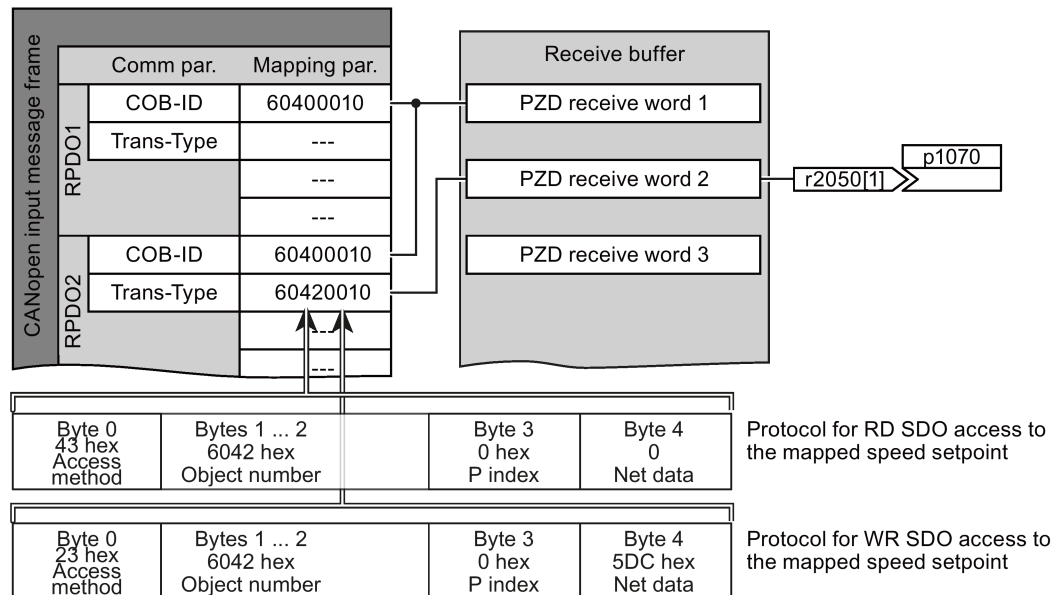 CANopen input message frame
Comm par. Mapping par.
RPDO1
COB-ID 60400010
Trans-Type ---
---
---
RPDO2
COB-ID 60400010
Trans-Type 60420010
---
---
Receive buffer
PZD receive word 1
PZD receive word 2
PZD receive word 3
r2050[1]
p1070
Byte 0 Bytes 1 ... 2 Byte 3 Byte 4
43 hex 6042 hex 0 hex 0
Access method Object number P index Net data
Protocol for RD SDO access to
the mapped speed setpoint
Byte 0 Bytes 1 ... 2 Byte 3 Byte 4
23 hex 6042 hex 0 hex 5DC hex
Access method Object number P index Net data
Protocol for WR SDO access to
the mapped speed setpoint